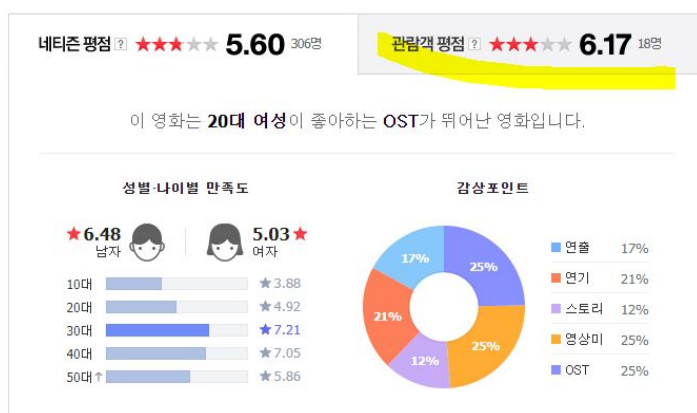 네티즌 평점 ? 5.60 306명
관람객 평점 ? 6.17 18명
이 영화는 20대 여성이 좋아하는 OST가 뛰어난 영화입니다.
성별·나이별 만족도
★6.48 남자
5.03★ 여자
10대 ★3.88
20대 ★4.92
30대 ★7.21
40대 ★7.05
50대↑ ★5.86
감상포인트
17%
25%
21%
25%
12%
연출 17%
연기 21%
스토리 12%
영상미 25%
OST 25%